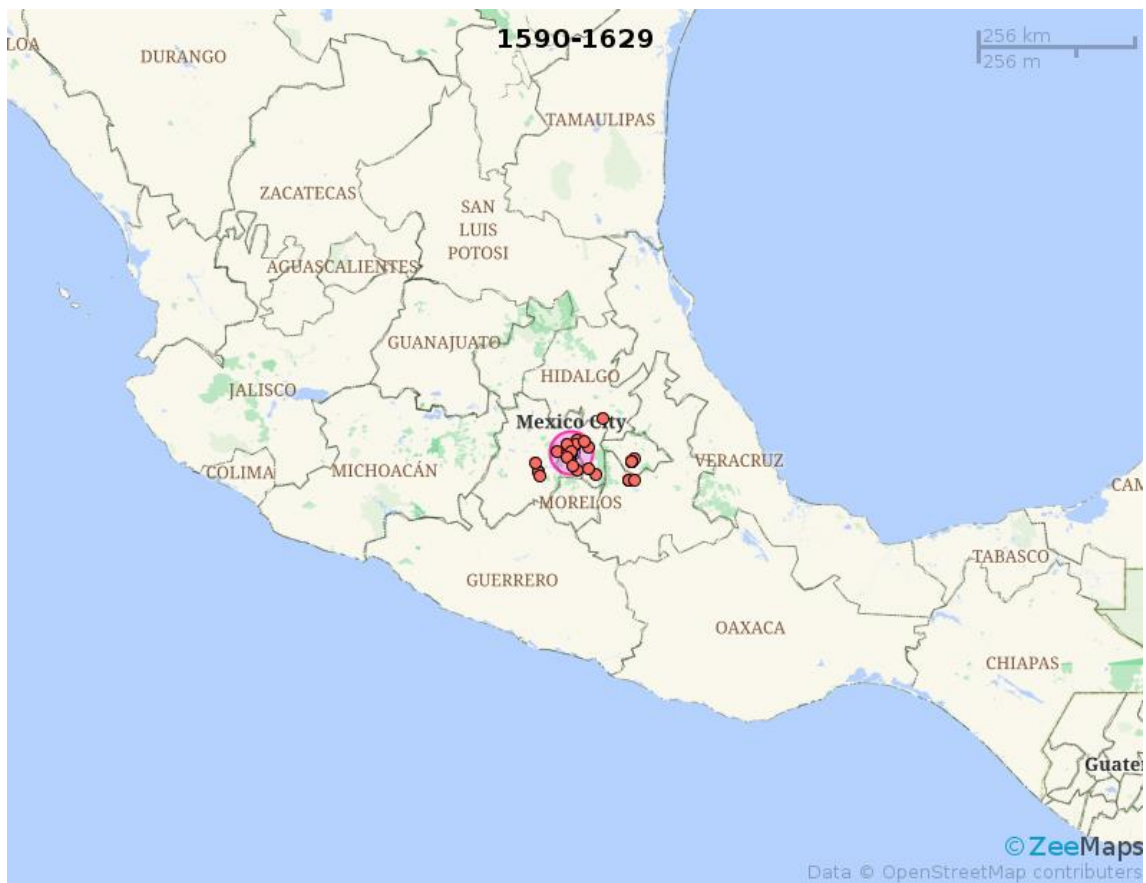 1590-1629
256 km
256 m
LOA
DURANGO
TAMAULIPAS
ZACATECAS
SAN
LUIS
POTOSI
AGUASCALIENTES
GUANAJUATO
HIDALGO
JALISCO
Mexico City
COLIMA
MICHOACÁN
VERACRUZ
CAM
MORELOS
TABASCO
GUERRERO
OAXACA
CHIAPAS
Guater
©ZeeMaps
Data © OpenStreetMap contributors